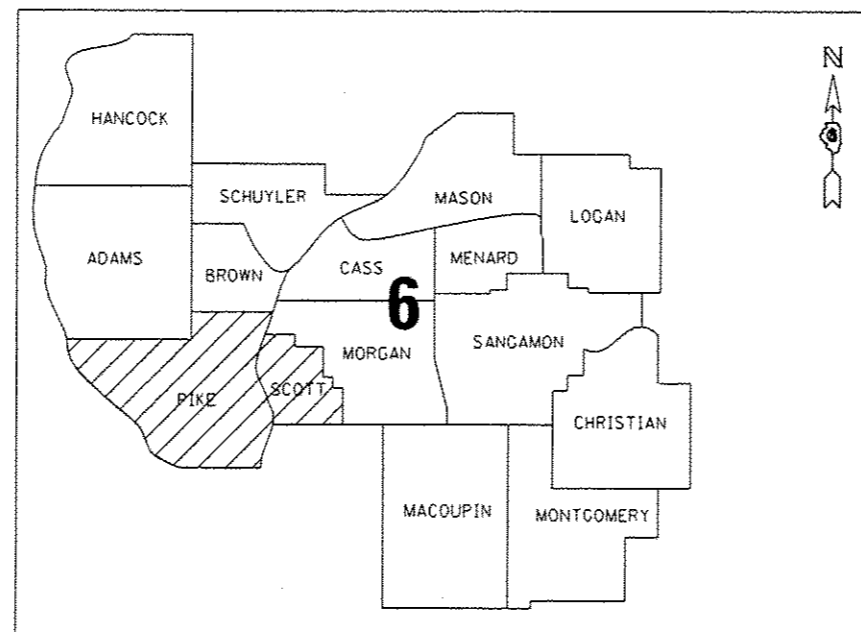 N
HANCOCK
SCHUYLER
MASON
LOGAN
ADAMS
BROWN
CASS
MENARD
6
MORGAN
SANGAMON
PIKE
SCOTT
CHRISTIAN
MACOUPIN
MONTGOMERY